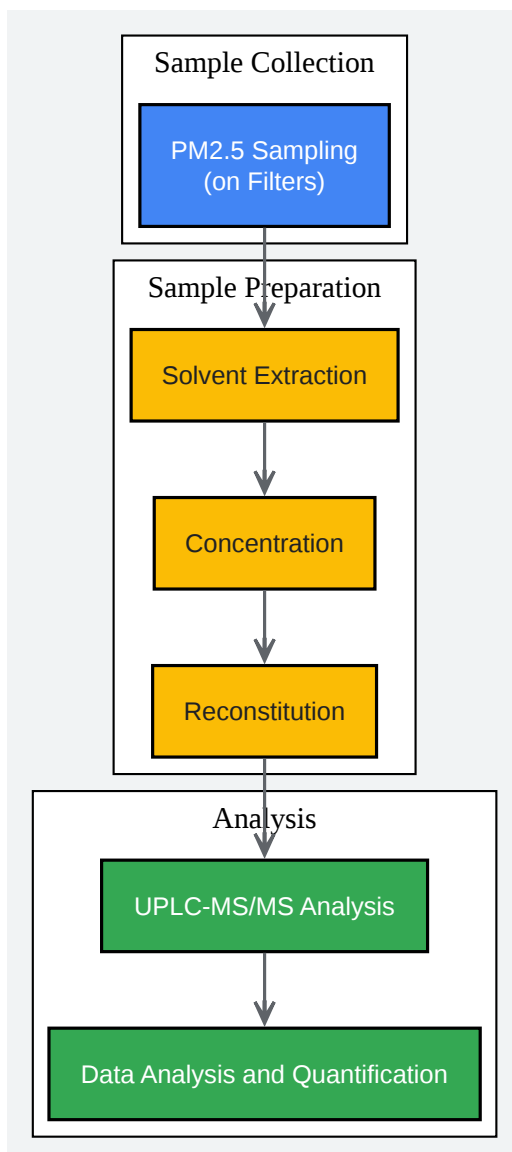 Sample Collection
PM2.5 Sampling
(on Filters)
Sample Preparation
Solvent Extraction
Concentration
Reconstitution
Analysis
UPLC-MS/MS Analysis
Data Analysis and Quantification